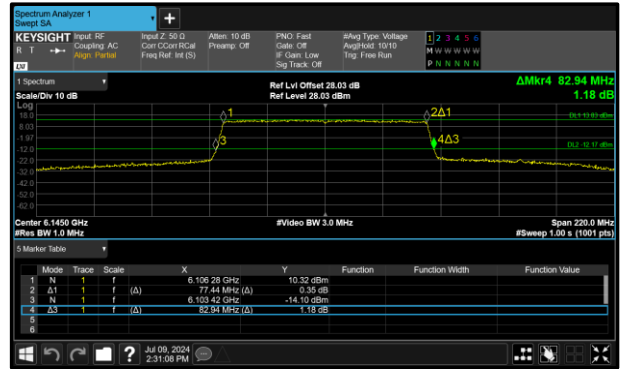 Spectrum Analyzer 1
Swept SA
+
KEYSIGHT Input: RF Input Z: 50 Ω Atten: 10 dB PNO: Fast #Avg Type: Voltage 1 2 3 4 5 6
R T Coupling: AC Corr CCorr RCal Preamp: Off Gate: Off Avg|Hold: 10/10 M W W W W W
Align: Partial Freq Ref: Int (S) IF Gain: Low Trig: Free Run P N N N N N
LXI Sig Track: Off
1 Spectrum Ref Lvl Offset 28.03 dB ΔMkr4 82.94 MHz
Scale/Div 10 dB Ref Level 28.03 dBm 1.18 dB
Log
18.0
8.03
-1.97
-12.0
-22.0
-32.0
-42.0
-52.0
-62.0
1
2Δ1
3
4Δ3
DL1 13.83 dBm
DL2 -12.17 dBm
Center 6.1450 GHz #Video BW 3.0 MHz Span 220.0 MHz
#Res BW 1.0 MHz #Sweep 1.00 s (1001 pts)
5 Marker Table
Mode Trace Scale X Y Function Function Width Function Value
1 N 1 f 6.106 28 GHz 10.32 dBm
2 Δ1 1 f (Δ) 77.44 MHz (Δ) 0.35 dB
3 N 1 f 6.103 42 GHz -14.10 dBm
4 Δ3 1 f (Δ) 82.94 MHz (Δ) 1.18 dB
5
6
? Jul 09, 2024
2:31:08 PM